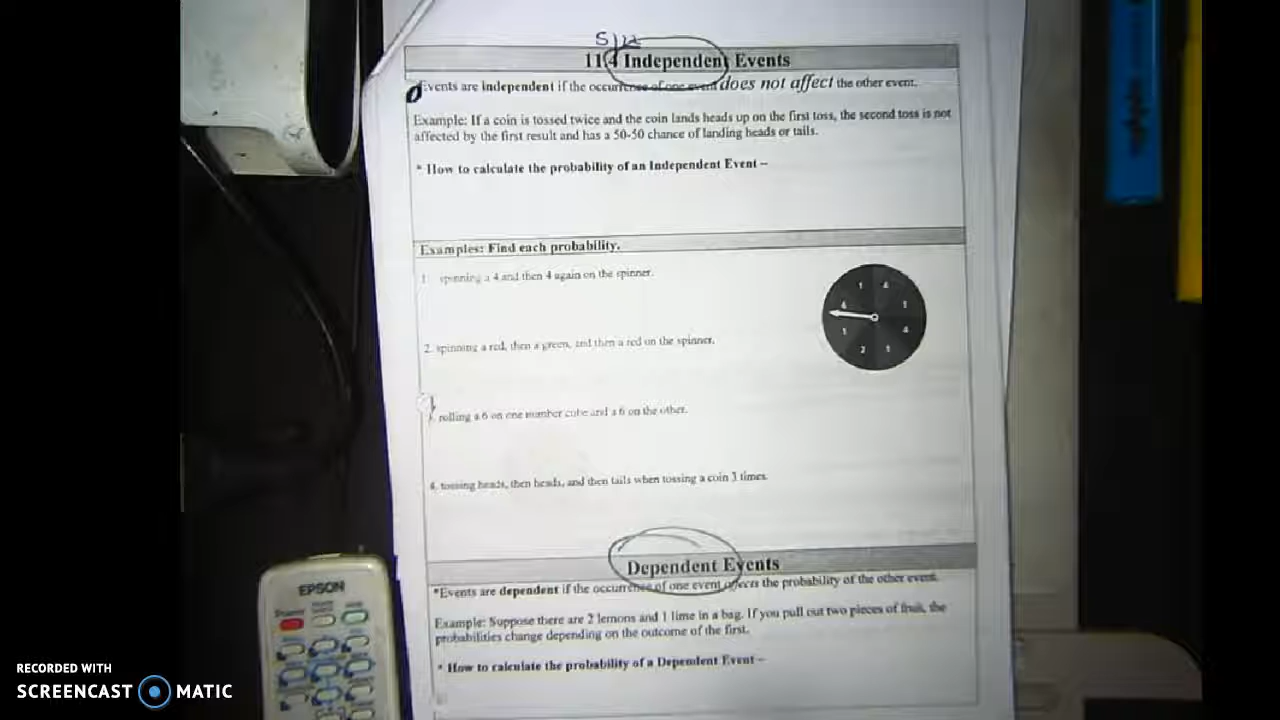 11.4 Independent Events
Events are independent if the occurrence of one event does not affect the other event.
Example: If a coin is tossed twice and the coin lands heads up on the first toss, the second toss is not
affected by the first result and has a 50-50 chance of landing heads or tails.
* How to calculate the probability of an Independent Event –
Examples: Find each probability.
1. spinning a 4 and then 4 again on the spinner.
1 4
4 1
1 4
2 1
2. spinning a red, then a green, and then a red on the spinner.
rolling a 6 on one number cube and a 6 on the other.
4. tossing heads, then heads, and then tails when tossing a coin 3 times.
Dependent Events
*Events are dependent if the occurrence of one event affects the probability of the other event.
Example: Suppose there are 2 lemons and 1 lime in a bag. If you pull out two pieces of fruit, the
probabilities change depending on the outcome of the first.
* How to calculate the probability of a Dependent Event –
EPSON
Power
RECORDED WITH
SCREENCAST MATIC